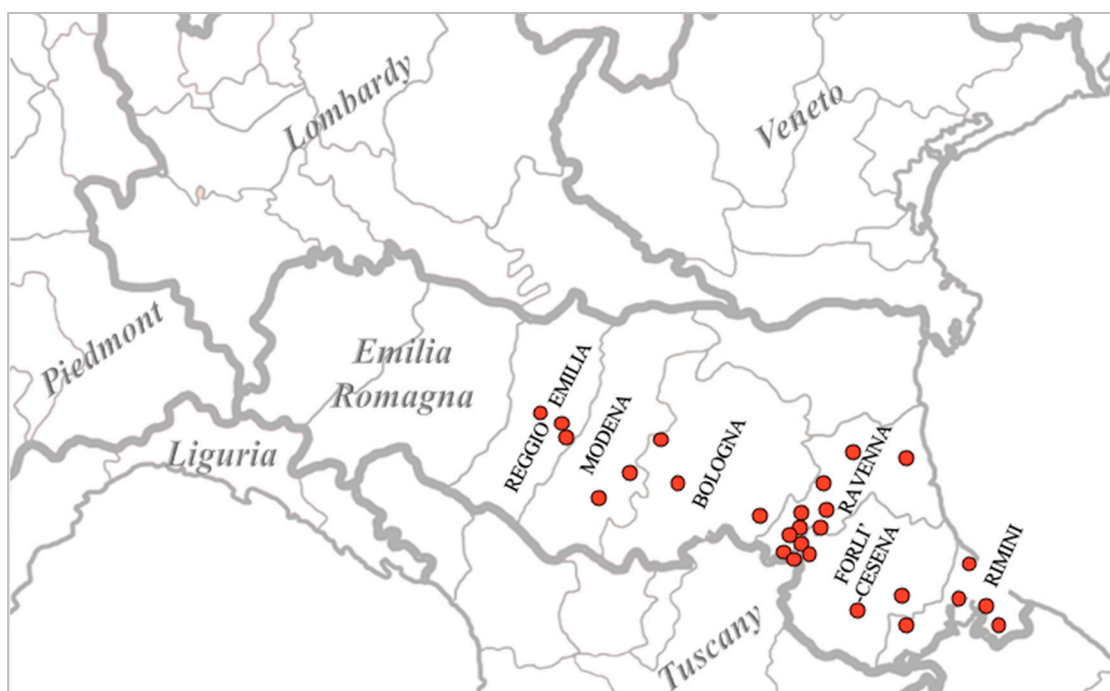 Lombardy
Veneto
Piedmont
Emilia
Romagna
Liguria
REGGIO EMILIA
MODENA
BOLOGNA
RAVENNA
FORLI'
-CESENA
RIMINI
Tuscany